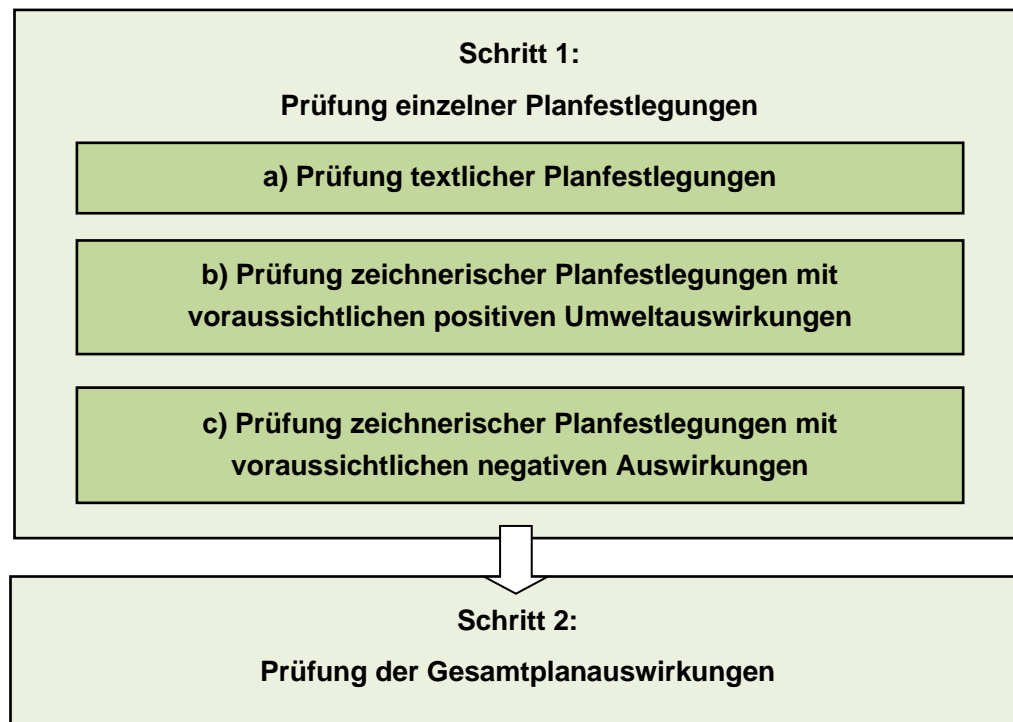 Schritt 1:
Prüfung einzelner Planfestlegungen
a) Prüfung textlicher Planfestlegungen
b) Prüfung zeichnerischer Planfestlegungen mit
voraussichtlichen positiven Umweltauswirkungen
c) Prüfung zeichnerischer Planfestlegungen mit
voraussichtlichen negativen Auswirkungen
Schritt 2:
Prüfung der Gesamtplanauswirkungen